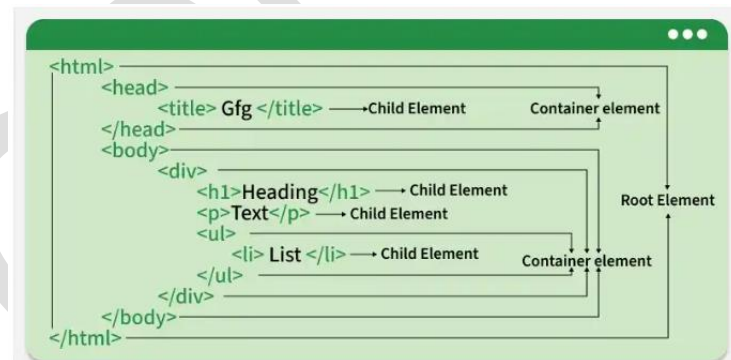 <html>
<head>
<title> Gfg </title> Child Element Container element
</head>
<body>
<div>
<h1>Heading</h1> Child Element
<p>Text</p> Child Element
Root Element
<ul>
<li> List </li> Child Element
Container element
</ul>
</div>
</body>
</html>